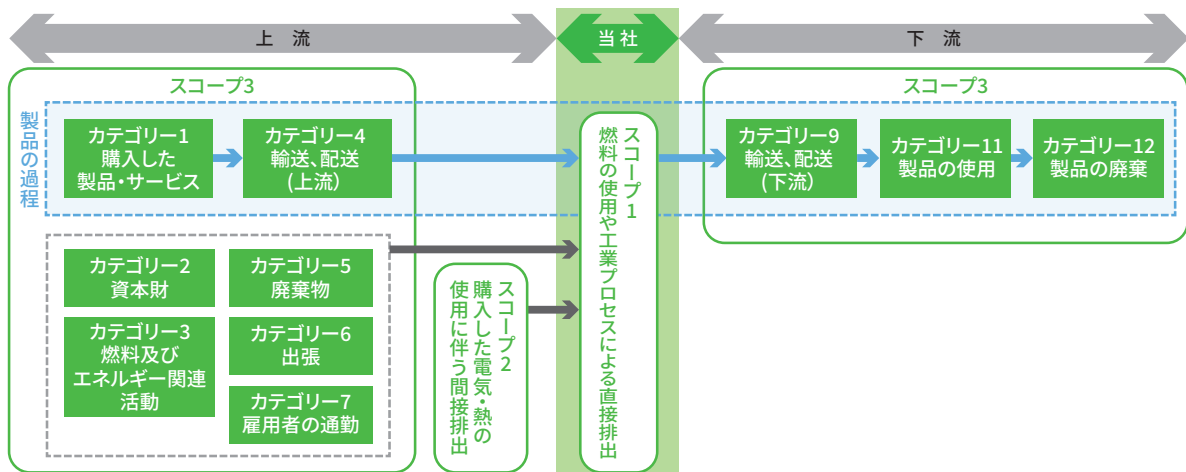 上 流
当社
下 流
スコープ3
製品の過程
カテゴリー1
購入した
製品・サービス
カテゴリー4
輸送、配送
(上流)
カテゴリー2
資本財
カテゴリー3
燃料及び
エネルギー関連
活動
カテゴリー5
廃棄物
カテゴリー6
出張
カテゴリー7
雇用者の通勤
スコープ2
購入した電気・熱の
使用に伴う間接排出
スコープ1
燃料の使用や工業プロセスによる直接排出
スコープ3
カテゴリー9
輸送、配送
(下流)
カテゴリー11
製品の使用
カテゴリー12
製品の廃棄